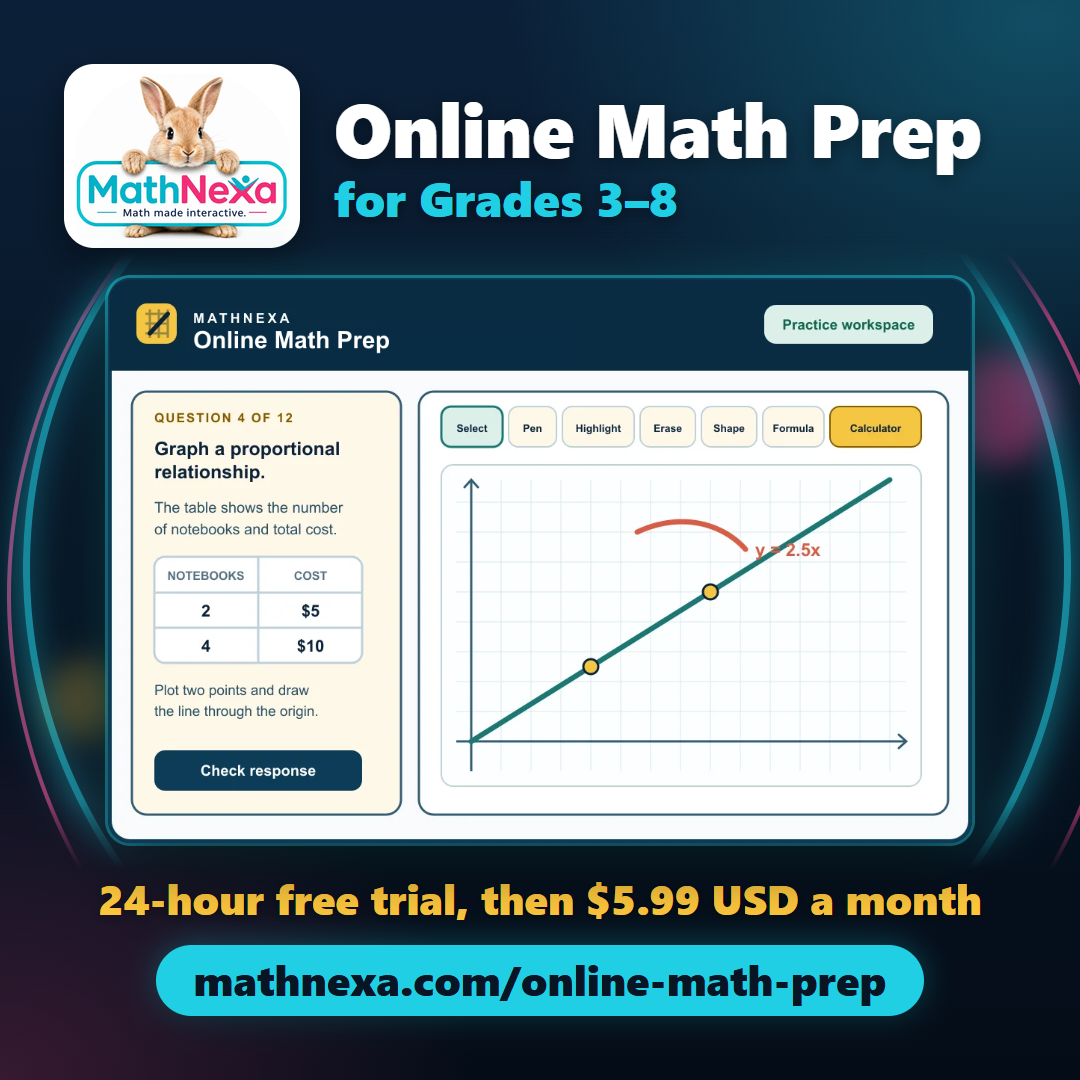 MathNexa
Math made interactive.
Online Math Prep
for Grades 3–8
MATHNEXA
Online Math Prep
Practice workspace
QUESTION 4 OF 12
Graph a proportional
relationship.
The table shows the number
of notebooks and total cost.
NOTEBOOKS COST
2 $5
4 $10
Plot two points and draw
the line through the origin.
Check response
Select Pen Highlight Erase Shape Formula Calculator
y = 2.5x
24-hour free trial, then $5.99 USD a month
mathnexa.com/online-math-prep